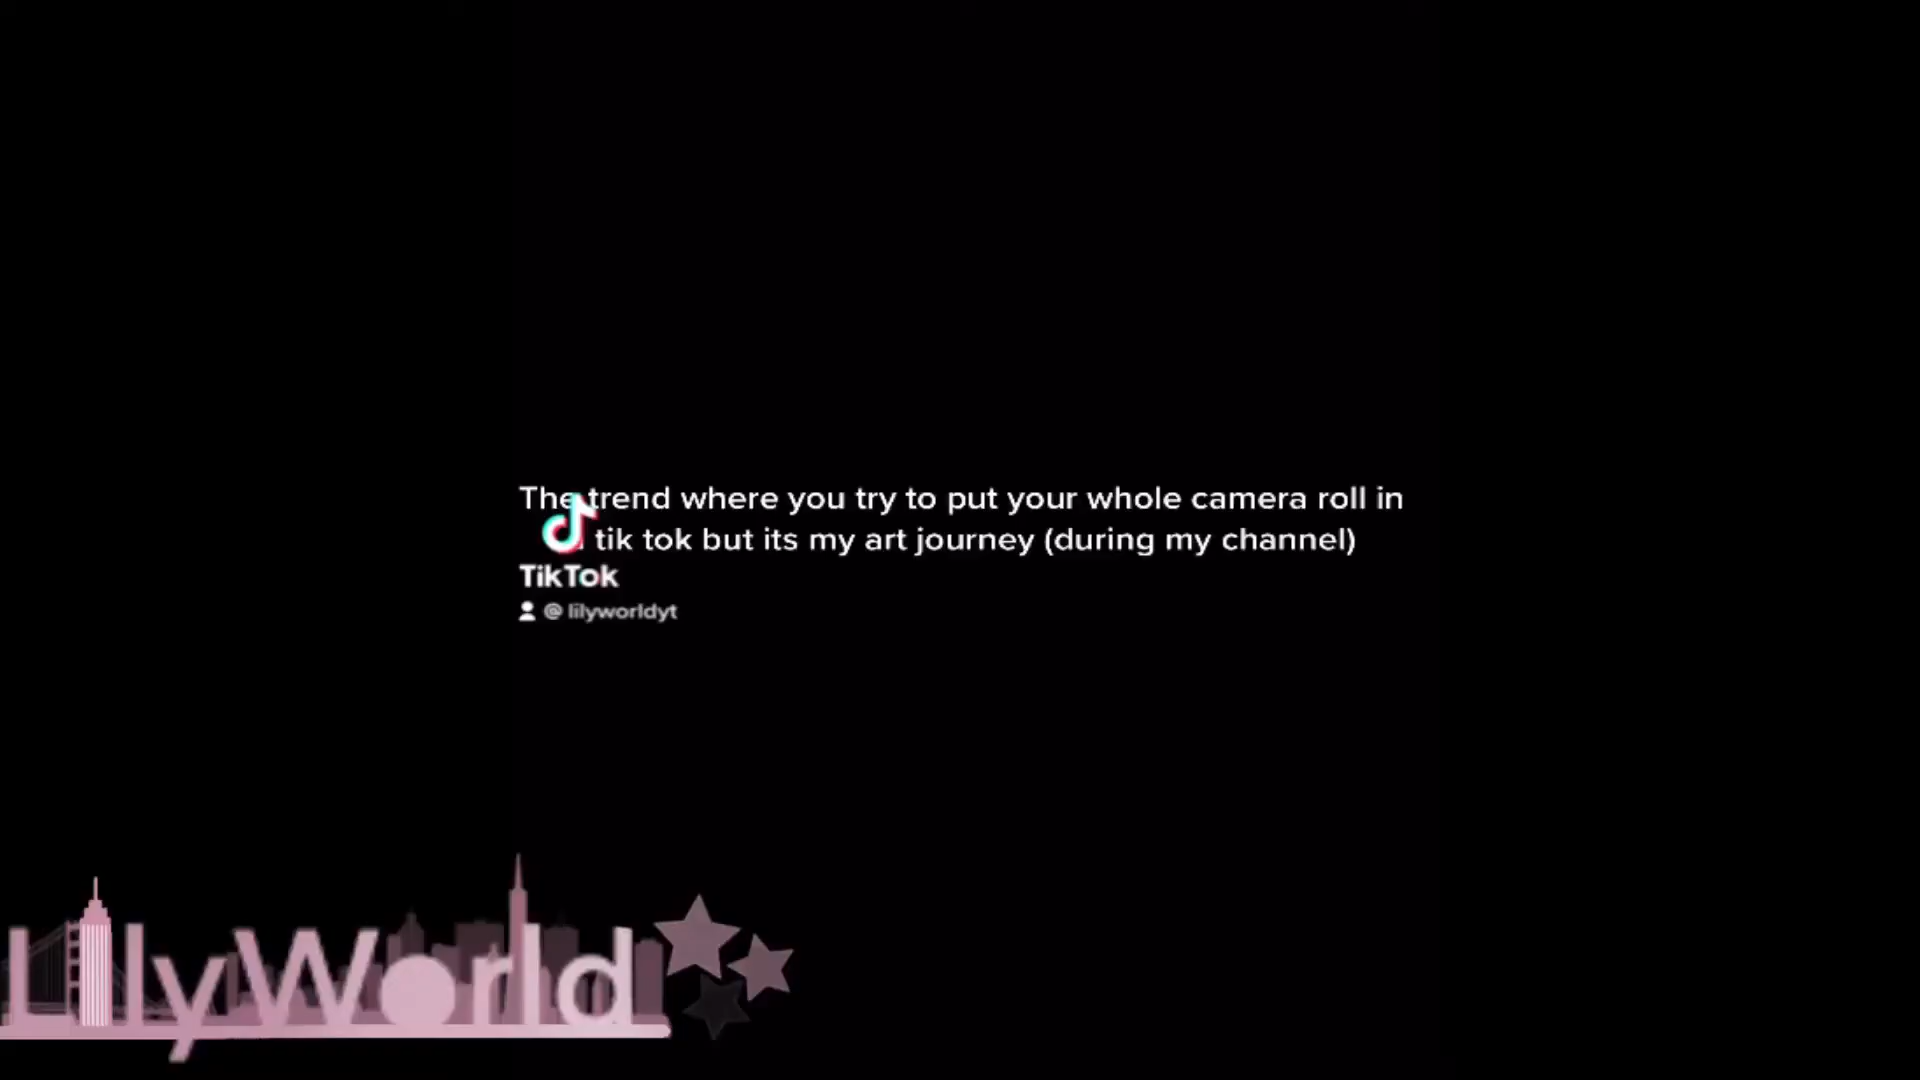 The trend where you try to put your whole camera roll in
tik tok but its my art journey (during my channel)
TikTok
@ lilyworldyt
LilyWorld